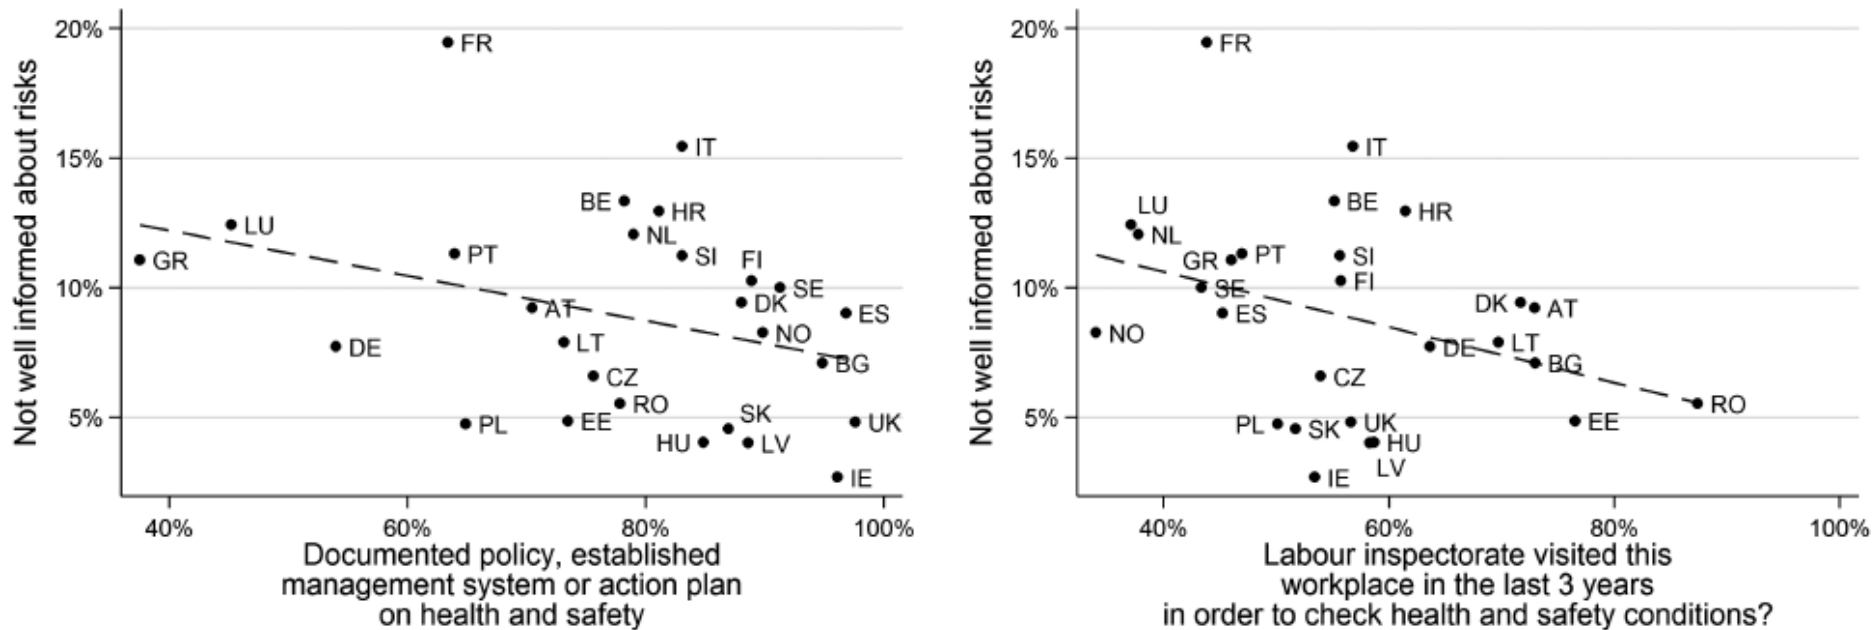 20%
15%
10%
5%
Not well informed about risks
FR
IT
BE
HR
LU
NL
PT
SI
GR
FI
SE
DK
AT
ES
NO
LT
DE
BG
CZ
RO
SK
EE
PL
UK
HU
LV
IE
40%
60%
80%
100%
Documented policy, established
management system or action plan
on health and safety
20%
15%
10%
5%
Not well informed about risks
FR
IT
LU
BE
HR
NL
PT
SI
GR
FI
SE
DK
AT
ES
NO
LT
DE
BG
CZ
RO
PL
SK
UK
EE
HU
LV
IE
40%
60%
80%
100%
Labour inspectorate visited this
workplace in the last 3 years
in order to check health and safety conditions?